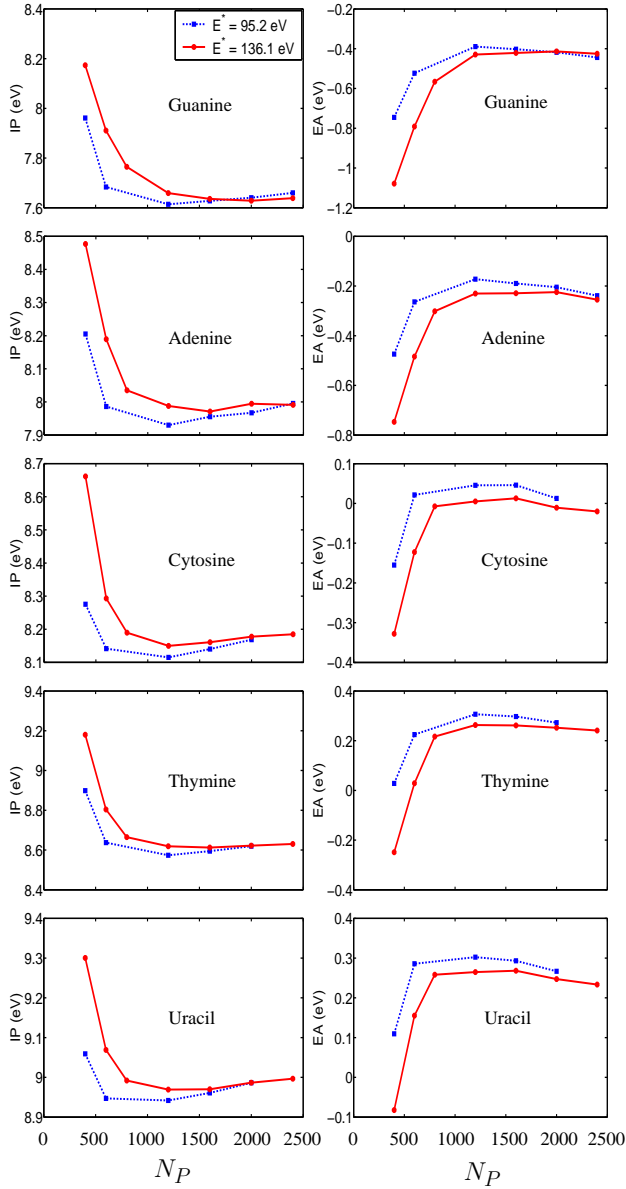 8.4
8.2
8
7.8
7.6
IP (eV)
E* = 95.2 eV
E* = 136.1 eV
Guanine
0
−0.2
−0.4
−0.6
−0.8
−1
−1.2
EA (eV)
Guanine
8.5
8.4
8.3
8.2
8.1
8
7.9
IP (eV)
Adenine
0
−0.2
−0.4
−0.6
−0.8
EA (eV)
Adenine
8.7
8.6
8.5
8.4
8.3
8.2
8.1
IP (eV)
Cytosine
0.1
0
−0.1
−0.2
−0.3
−0.4
EA (eV)
Cytosine
9.4
9.2
9
8.8
8.6
8.4
IP (eV)
Thymine
0.4
0.2
0
−0.2
−0.4
EA (eV)
Thymine
9.4
9.3
9.2
9.1
9
8.9
IP (eV)
Uracil
0 500 1000 1500 2000 2500
N_P
0.4
0.3
0.2
0.1
0
−0.1
EA (eV)
Uracil
0 500 1000 1500 2000 2500
N_P